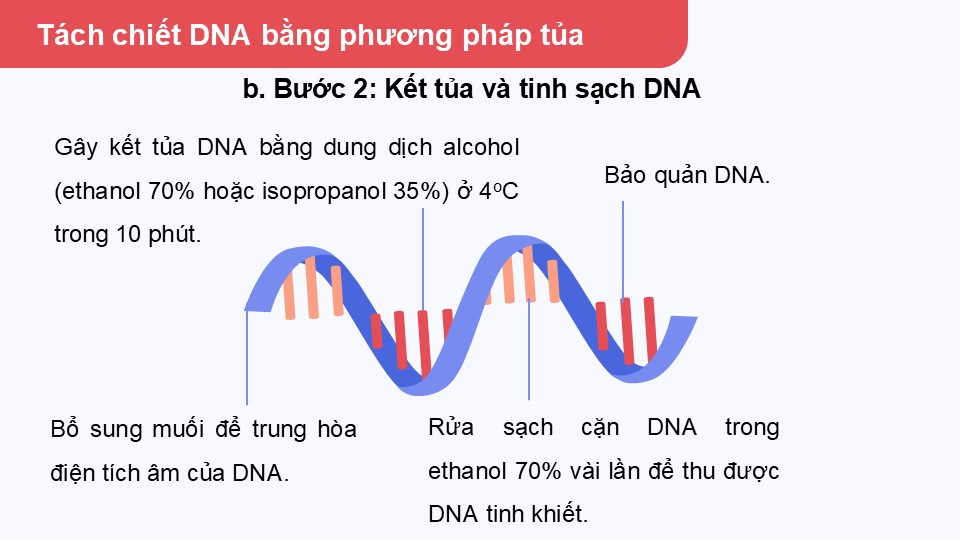 Tách chiết DNA bằng phương pháp tủa
b. Bước 2: Kết tủa và tinh sạch DNA
Gây kết tủa DNA bằng dung dịch alcohol
(ethanol 70% hoặc isopropanol 35%) ở 4ºC
trong 10 phút.
Bảo quản DNA.
Bổ sung muối để trung hòa
điện tích âm của DNA.
Rửa sạch cặn DNA trong
ethanol 70% vài lần để thu được
DNA tinh khiết.